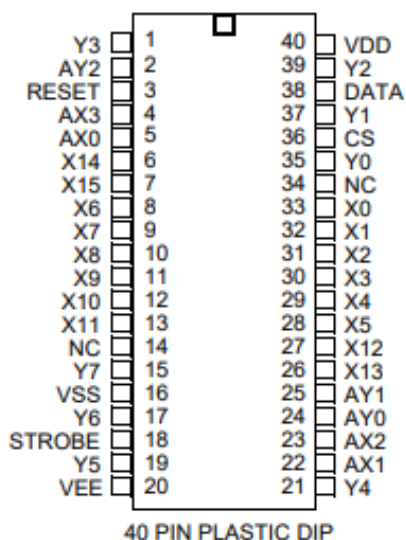 Y3 1 40 VDD
AY2 2 39 Y2
RESET 3 38 DATA
AX3 4 37 Y1
AX0 5 36 CS
X14 6 35 Y0
X15 7 34 NC
X6 8 33 X0
X7 9 32 X1
X8 10 31 X2
X9 11 30 X3
X10 12 29 X4
X11 13 28 X5
NC 14 27 X12
Y7 15 26 X13
VSS 16 25 AY1
Y6 17 24 AY0
STROBE 18 23 AX2
Y5 19 22 AX1
VEE 20 21 Y4
40 PIN PLASTIC DIP